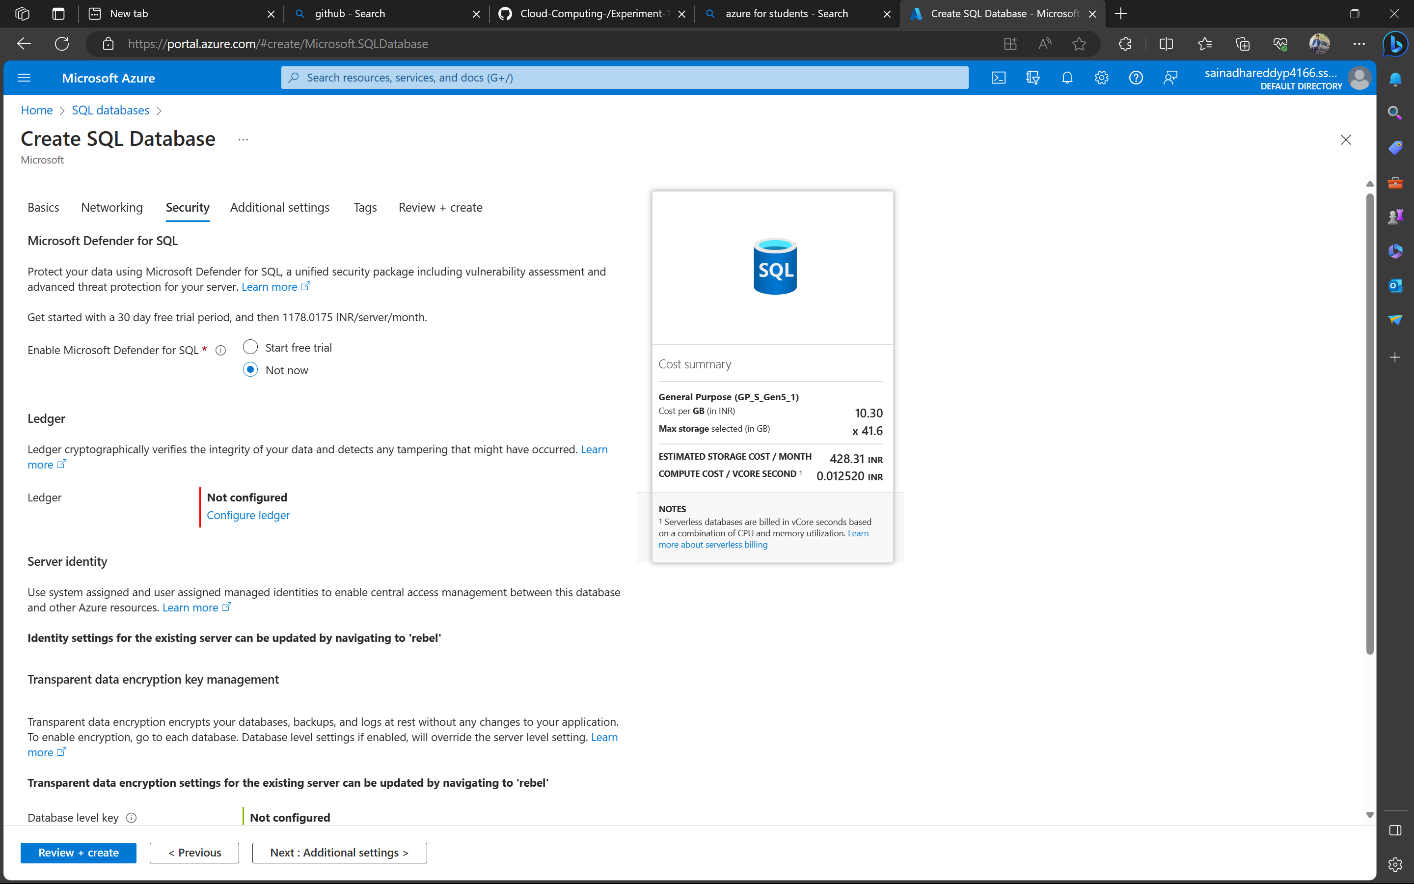 New tab
github - Search
Cloud-Computing-/Experiment-1
azure for students - Search
Create SQL Database - Microsoft
https://portal.azure.com/#create/Microsoft.SQLDatabase
Microsoft Azure
Search resources, services, and docs (G+/)
sainadhareddyp4166.ss...
DEFAULT DIRECTORY
Home > SQL databases >
Create SQL Database ...
Microsoft
Basics Networking Security Additional settings Tags Review + create
Microsoft Defender for SQL
Protect your data using Microsoft Defender for SQL, a unified security package including vulnerability assessment and
advanced threat protection for your server. Learn more
Get started with a 30 day free trial period, and then 1178.0175 INR/server/month.
Enable Microsoft Defender for SQL *
Start free trial
Not now
Ledger
Ledger cryptographically verifies the integrity of your data and detects any tampering that might have occurred. Learn
more
Ledger
Not configured
Configure ledger
Server identity
Use system assigned and user assigned managed identities to enable central access management between this database
and other Azure resources. Learn more
Identity settings for the existing server can be updated by navigating to 'rebel'
Transparent data encryption key management
Transparent data encryption encrypts your databases, backups, and logs at rest without any changes to your application.
To enable encryption, go to each database. Database level settings if enabled, will override the server level setting. Learn
more
Transparent data encryption settings for the existing server can be updated by navigating to 'rebel'
Database level key
Not configured
SQL
Cost summary
General Purpose (GP_S_Gen5_1)
Cost per GB (in INR) 10.30
Max storage selected (in GB) x 41.6
ESTIMATED STORAGE COST / MONTH 428.31 INR
COMPUTE COST / VCORE SECOND ¹ 0.012520 INR
NOTES
¹ Serverless databases are billed in vCore seconds based
on a combination of CPU and memory utilization. Learn
more about serverless billing
Review + create
< Previous
Next : Additional settings >